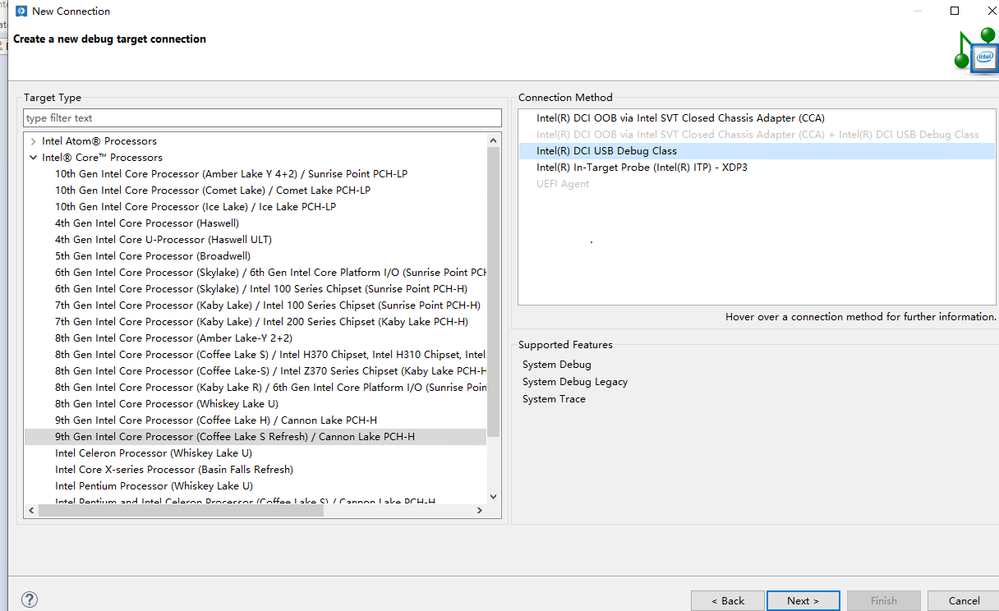 New Connection
Create a new debug target connection
intel
Target Type
type filter text
Intel Atom® Processors
Intel® Core™ Processors
10th Gen Intel Core Processor (Amber Lake Y 4+2) / Sunrise Point PCH-LP
10th Gen Intel Core Processor (Comet Lake) / Comet Lake PCH-LP
10th Gen Intel Core Processor (Ice Lake) / Ice Lake PCH-LP
4th Gen Intel Core Processor (Haswell)
4th Gen Intel Core U-Processor (Haswell ULT)
5th Gen Intel Core Processor (Broadwell)
6th Gen Intel Core Processor (Skylake) / 6th Gen Intel Core Platform I/O (Sunrise Point PCH
6th Gen Intel Core Processor (Skylake) / Intel 100 Series Chipset (Sunrise Point PCH-H)
7th Gen Intel Core Processor (Kaby Lake) / Intel 100 Series Chipset (Sunrise Point PCH-H)
7th Gen Intel Core Processor (Kaby Lake) / Intel 200 Series Chipset (Kaby Lake PCH-H)
8th Gen Intel Core Processor (Amber Lake-Y 2+2)
8th Gen Intel Core Processor (Coffee Lake S) / Intel H370 Chipset, Intel H310 Chipset, Intel
8th Gen Intel Core Processor (Coffee Lake-S) / Intel Z370 Series Chipset (Kaby Lake PCH-H
8th Gen Intel Core Processor (Kaby Lake R) / 6th Gen Intel Core Platform I/O (Sunrise Poin
8th Gen Intel Core Processor (Whiskey Lake U)
9th Gen Intel Core Processor (Coffee Lake H) / Cannon Lake PCH-H
9th Gen Intel Core Processor (Coffee Lake S Refresh) / Cannon Lake PCH-H
Intel Celeron Processor (Whiskey Lake U)
Intel Core X-series Processor (Basin Falls Refresh)
Intel Pentium Processor (Whiskey Lake U)
Intel Pentium and Intel Celeron Processor (Coffee Lake S) / Cannon Lake PCH-H
Connection Method
Intel(R) DCI OOB via Intel SVT Closed Chassis Adapter (CCA)
Intel(R) DCI OOB via Intel SVT Closed Chassis Adapter (CCA) + Intel(R) DCI USB Debug Class
Intel(R) DCI USB Debug Class
Intel(R) In-Target Probe (Intel(R) ITP) - XDP3
UEFI Agent
Hover over a connection method for further information.
Supported Features
System Debug
System Debug Legacy
System Trace
?
< Back
Next >
Finish
Cancel